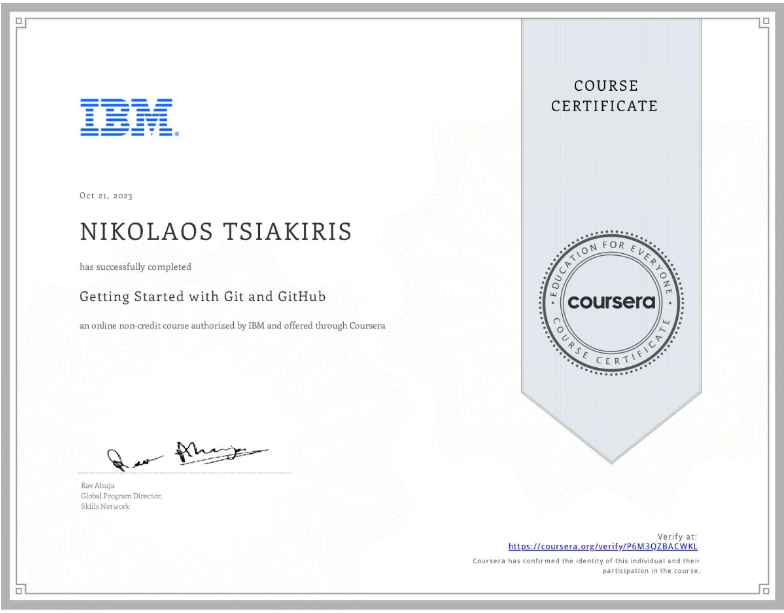 IBM®
Oct 21, 2023
NIKOLAOS TSIAKIRIS
has successfully completed
Getting Started with Git and GitHub
an online non-credit course authorized by IBM and offered through Coursera
Rav Ahuja
Rav Ahuja
Global Program Director,
Skills Network
COURSE
CERTIFICATE
EDUCATION FOR EVERYONE
coursera
COURSE CERTIFICATE
Verify at:
https://coursera.org/verify/P6M3QZBACWKL
Coursera has confirmed the identity of this individual and their
participation in the course.